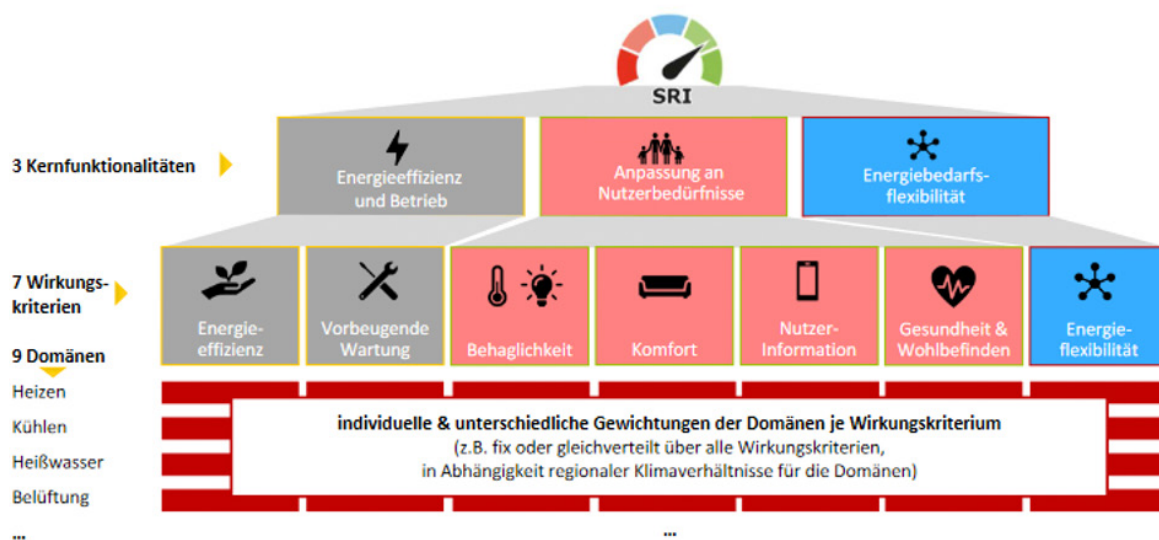 SRI
3 Kernfunktionalitäten
Energieeffizienz
und Betrieb
Anpassung an
Nutzerbedürfnisse
Energiebedarfs-
flexibilität
7 Wirkungs-
kriterien
Energie-
effizienz
Vorbeugende
Wartung
Behaglichkeit
Komfort
Nutzer-
Information
Gesundheit &
Wohlbefinden
Energie-
flexibilität
9 Domänen
Heizen
Kühlen
Heißwasser
Belüftung
...
individuelle & unterschiedliche Gewichtungen der Domänen je Wirkungskriterium
(z.B. fix oder gleichverteilt über alle Wirkungskriterien,
in Abhängigkeit regionaler Klimaverhältnisse für die Domänen)
...